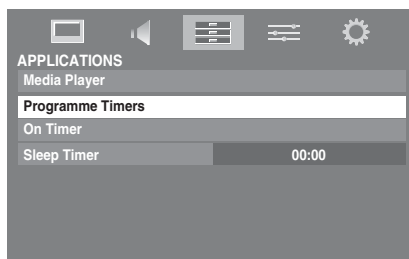 APPLICATIONS
Media Player
Programme Timers
On Timer
Sleep Timer 00:00